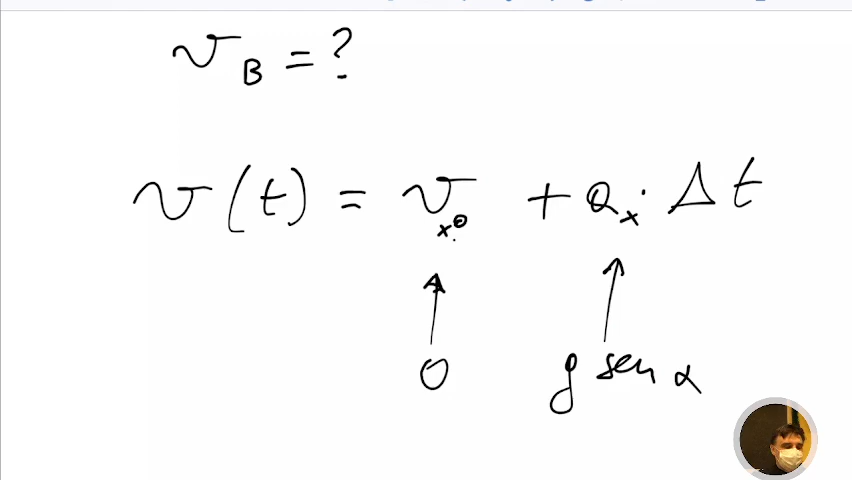 v_B = ?
v(t) = v_x0 + a_x · Δt
0 g sen α